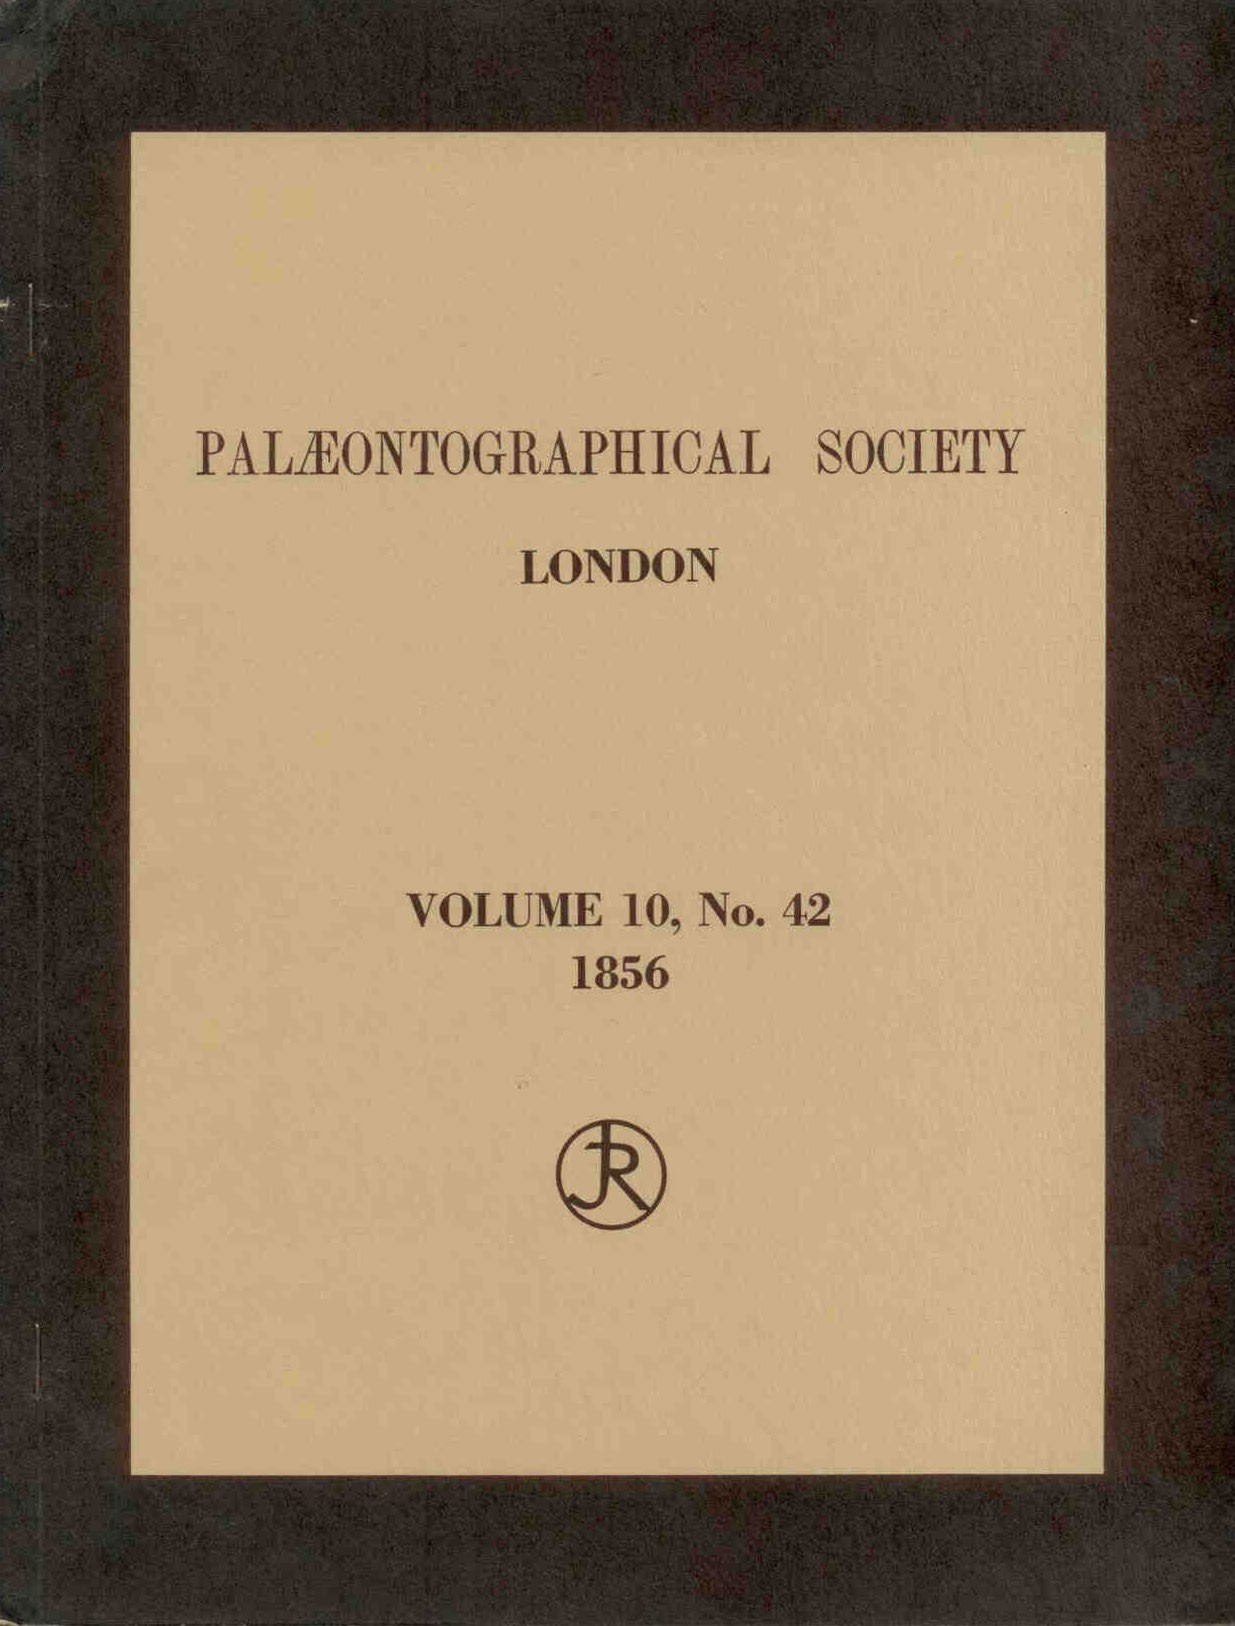 PALÆONTOGRAPHICAL SOCIETY
LONDON
VOLUME 10, No. 42
1856
JR